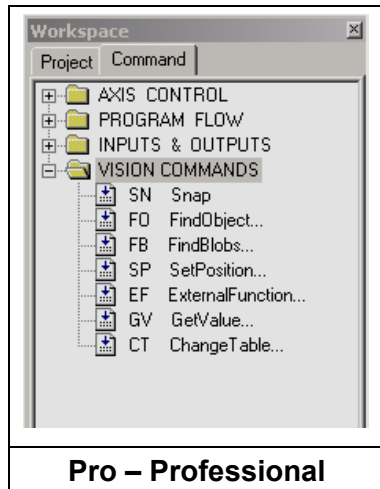 Workspace
Project Command
AXIS CONTROL
PROGRAM FLOW
INPUTS & OUTPUTS
VISION COMMANDS
SN Snap
FO FindObject...
FB FindBlobs...
SP SetPosition...
EF ExternalFunction...
GV GetValue...
CT ChangeTable...
Pro – Professional